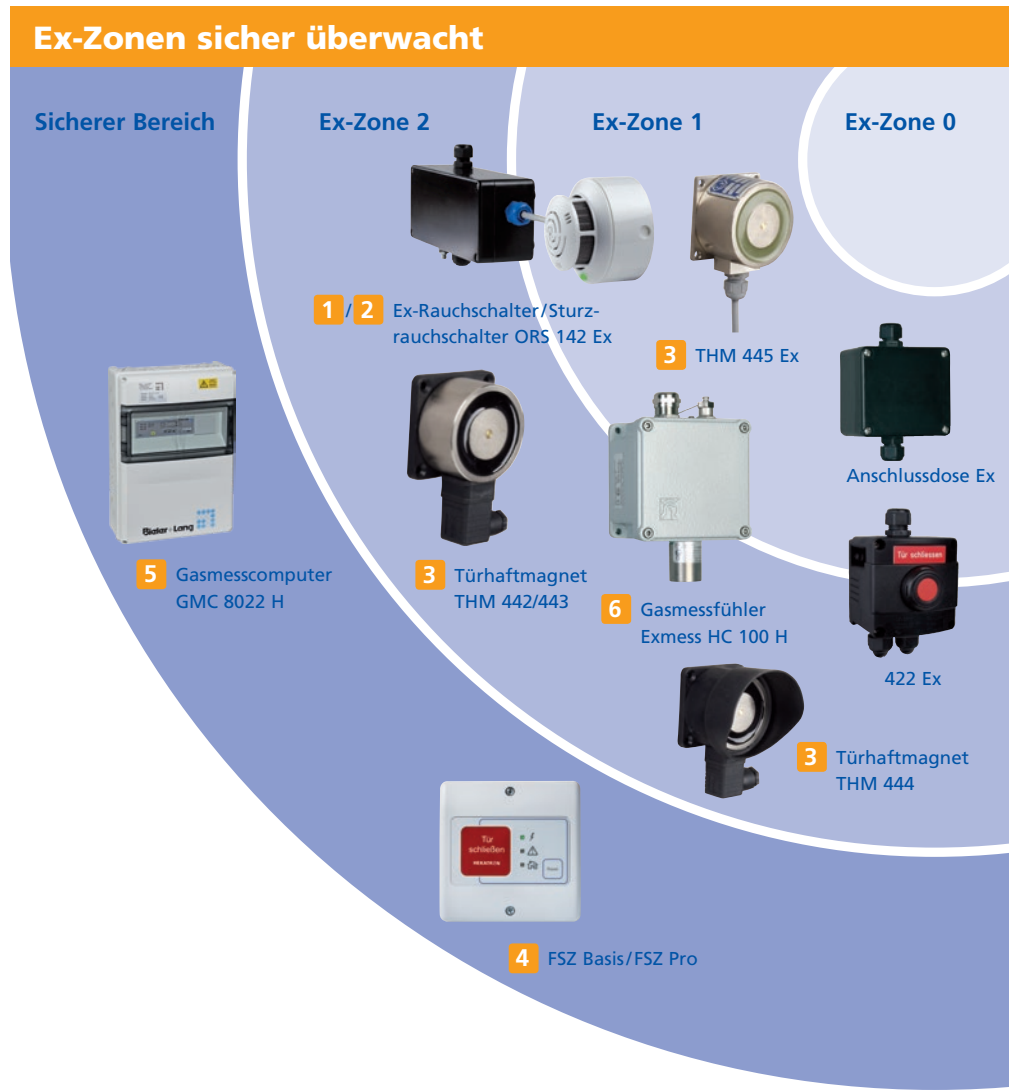 Ex-Zonen sicher überwacht
Sicherer Bereich
Ex-Zone 2
Ex-Zone 1
Ex-Zone 0
1 / 2 Ex-Rauchschalter/Sturz-
rauchschalter ORS 142 Ex
3 THM 445 Ex
Anschlussdose Ex
5 Gasmesscomputer
GMC 8022 H
3 Türhaftmagnet
THM 442/443
6 Gasmessfühler
Exmess HC 100 H
Tür schliessen
422 Ex
3 Türhaftmagnet
THM 444
Tür
schließen
HEKATRON
Reset
4 FSZ Basis/FSZ Pro